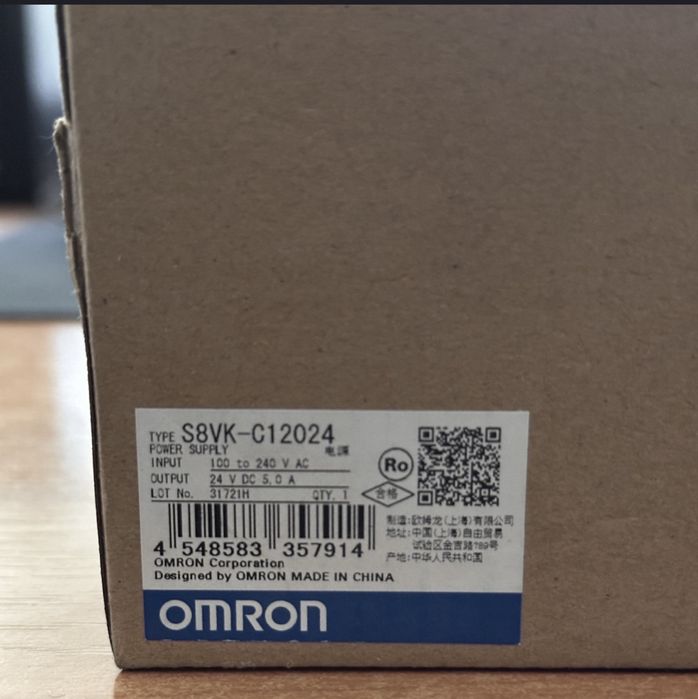 TYPE S8VK-C12024
POWER SUPPLY 电源
INPUT 100 to 240 V AC
OUTPUT 24 V DC 5.0 A
LOT No. 31721H QTY. 1
Ro
合格
4 548583 357914
OMRON Corporation
Designed by OMRON MADE IN CHINA
制造:欧姆龙(上海)有限公司
地址:中国(上海)自由贸易
试验区金吉路789号
产地:中华人民共和国
OMRON